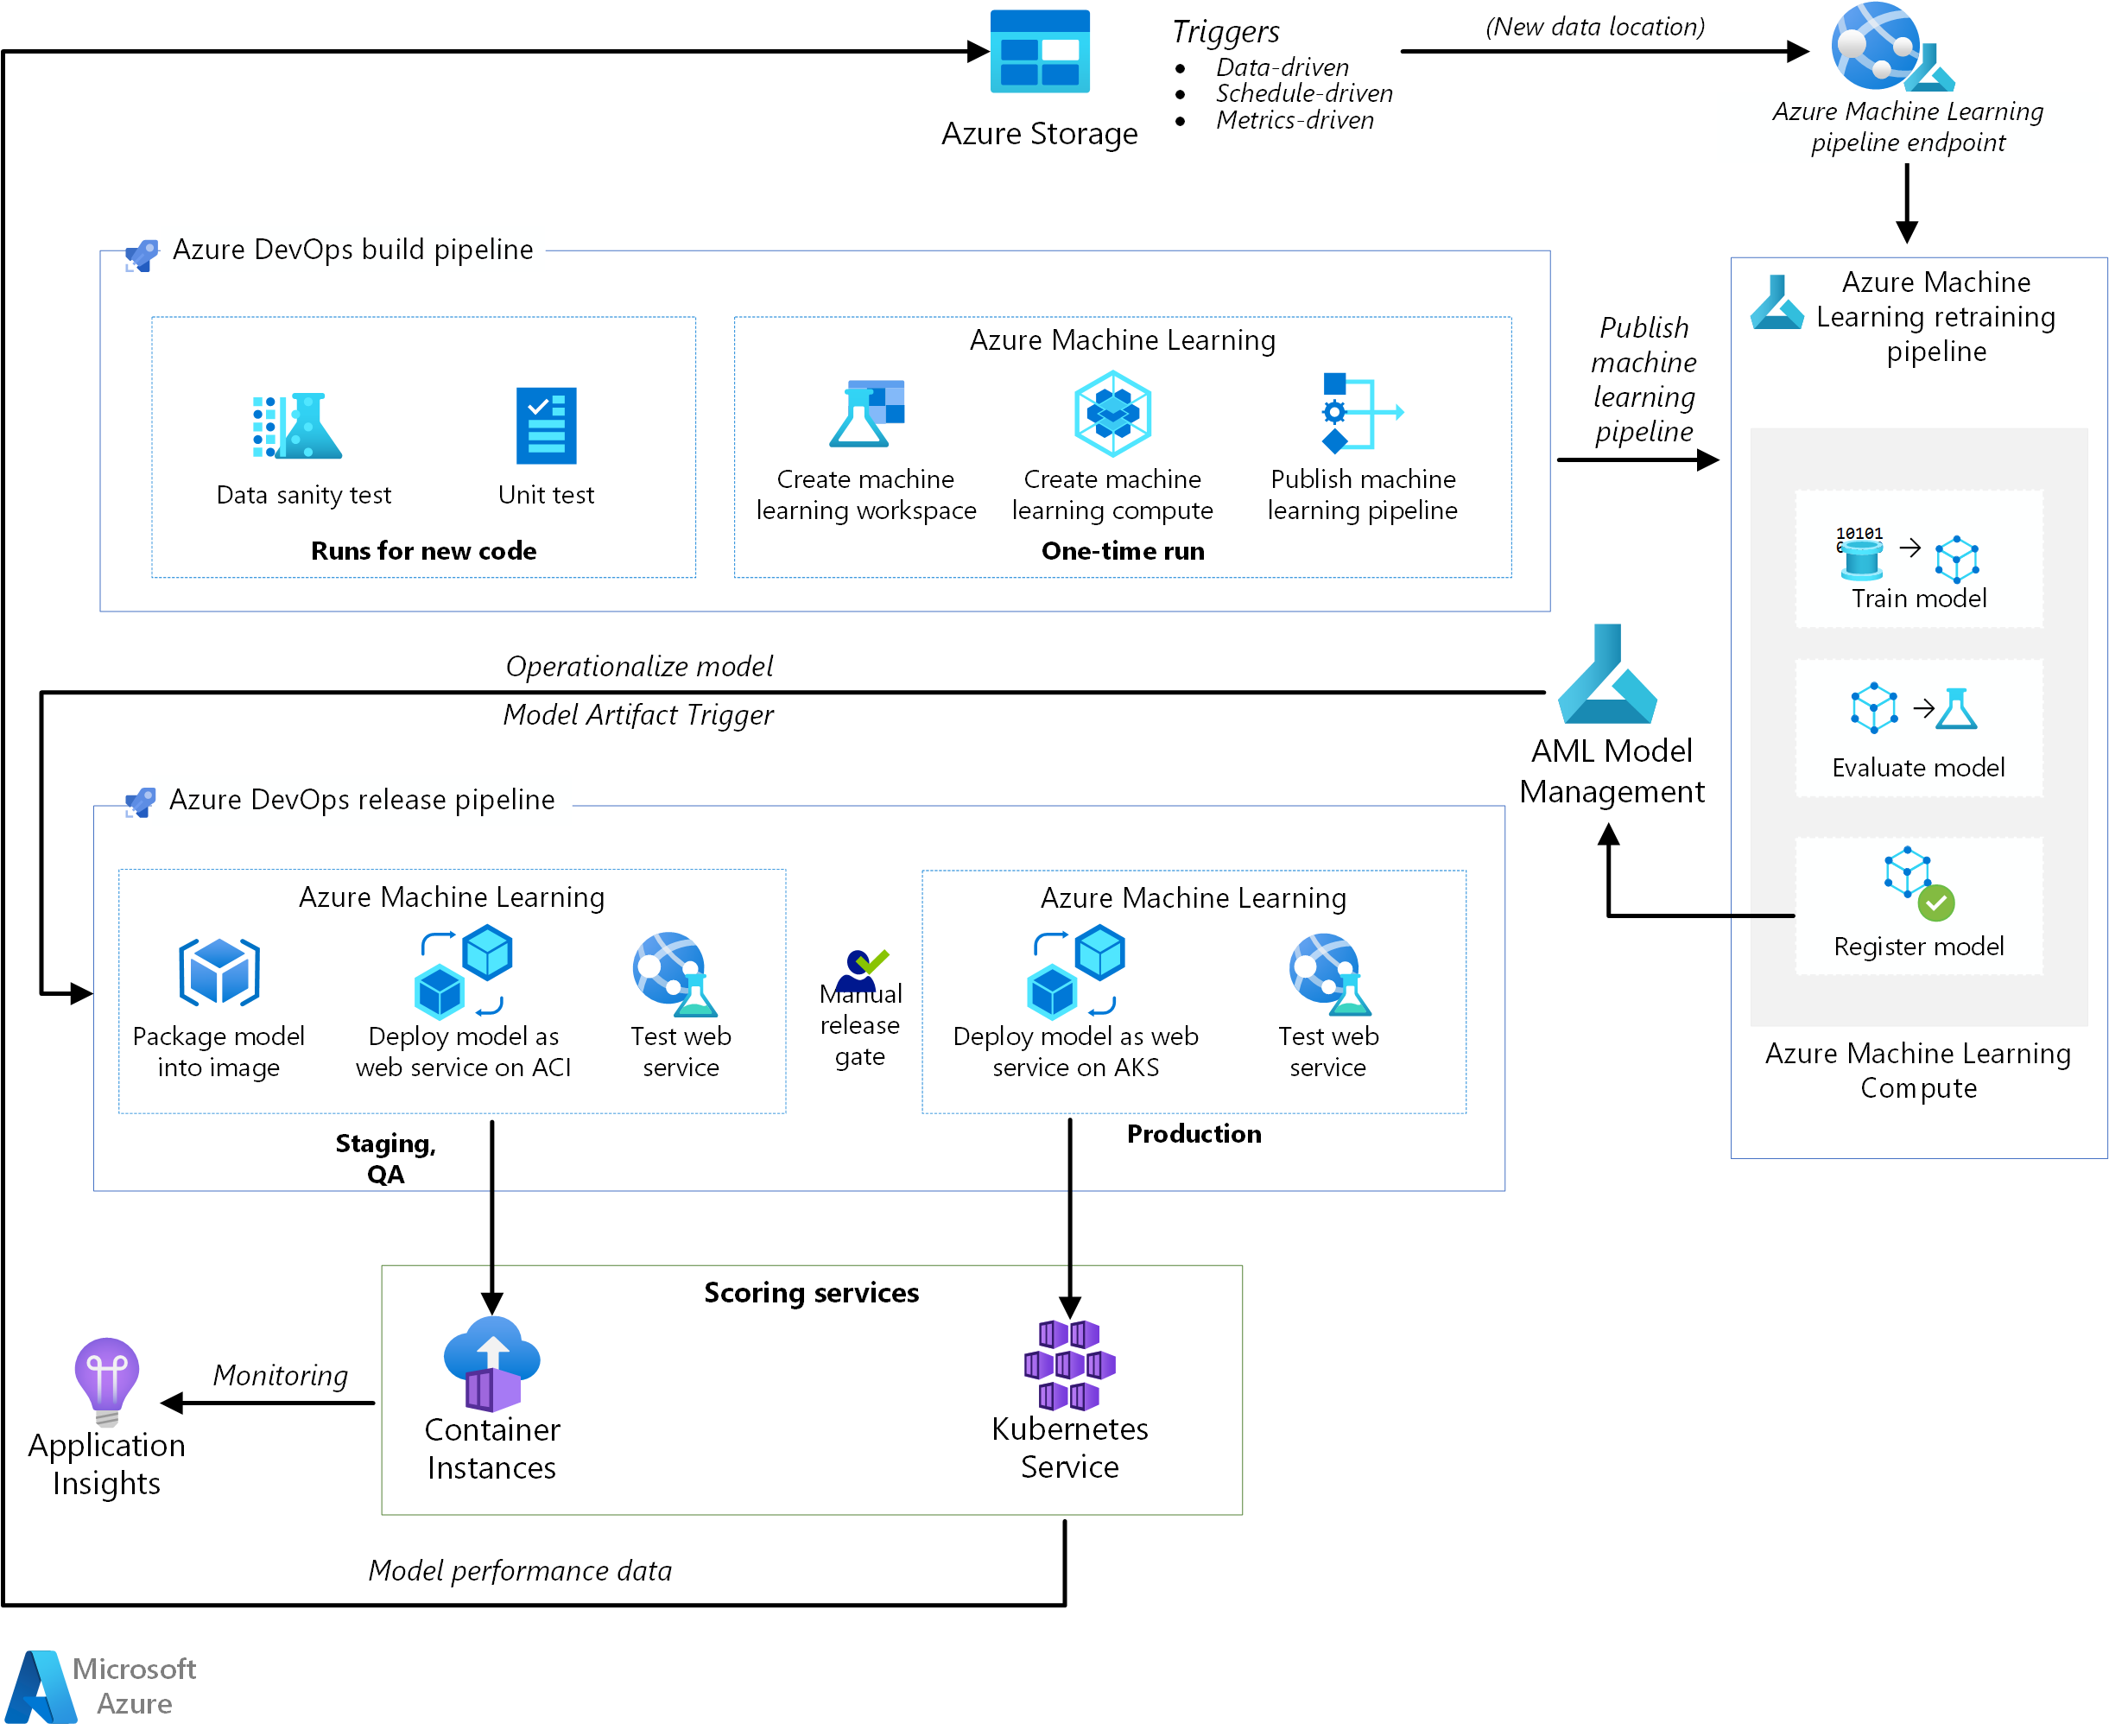 Azure Storage
Triggers
• Data-driven
• Schedule-driven
• Metrics-driven
(New data location)
Azure Machine Learning
pipeline endpoint
Azure DevOps build pipeline
Data sanity test
Unit test
Runs for new code
Azure Machine Learning
Create machine
learning workspace
Create machine
learning compute
Publish machine
learning pipeline
One-time run
Publish
machine
learning
pipeline
Azure Machine
Learning retraining
pipeline
10101
Train model
Evaluate model
Register model
Azure Machine Learning
Compute
AML Model
Management
Operationalize model
Model Artifact Trigger
Azure DevOps release pipeline
Azure Machine Learning
Package model
into image
Deploy model as
web service on ACI
Test web
service
Staging,
QA
Manual
release
gate
Azure Machine Learning
Deploy model as web
service on AKS
Test web
service
Production
Scoring services
Container
Instances
Kubernetes
Service
Monitoring
Application
Insights
Model performance data
Microsoft
Azure